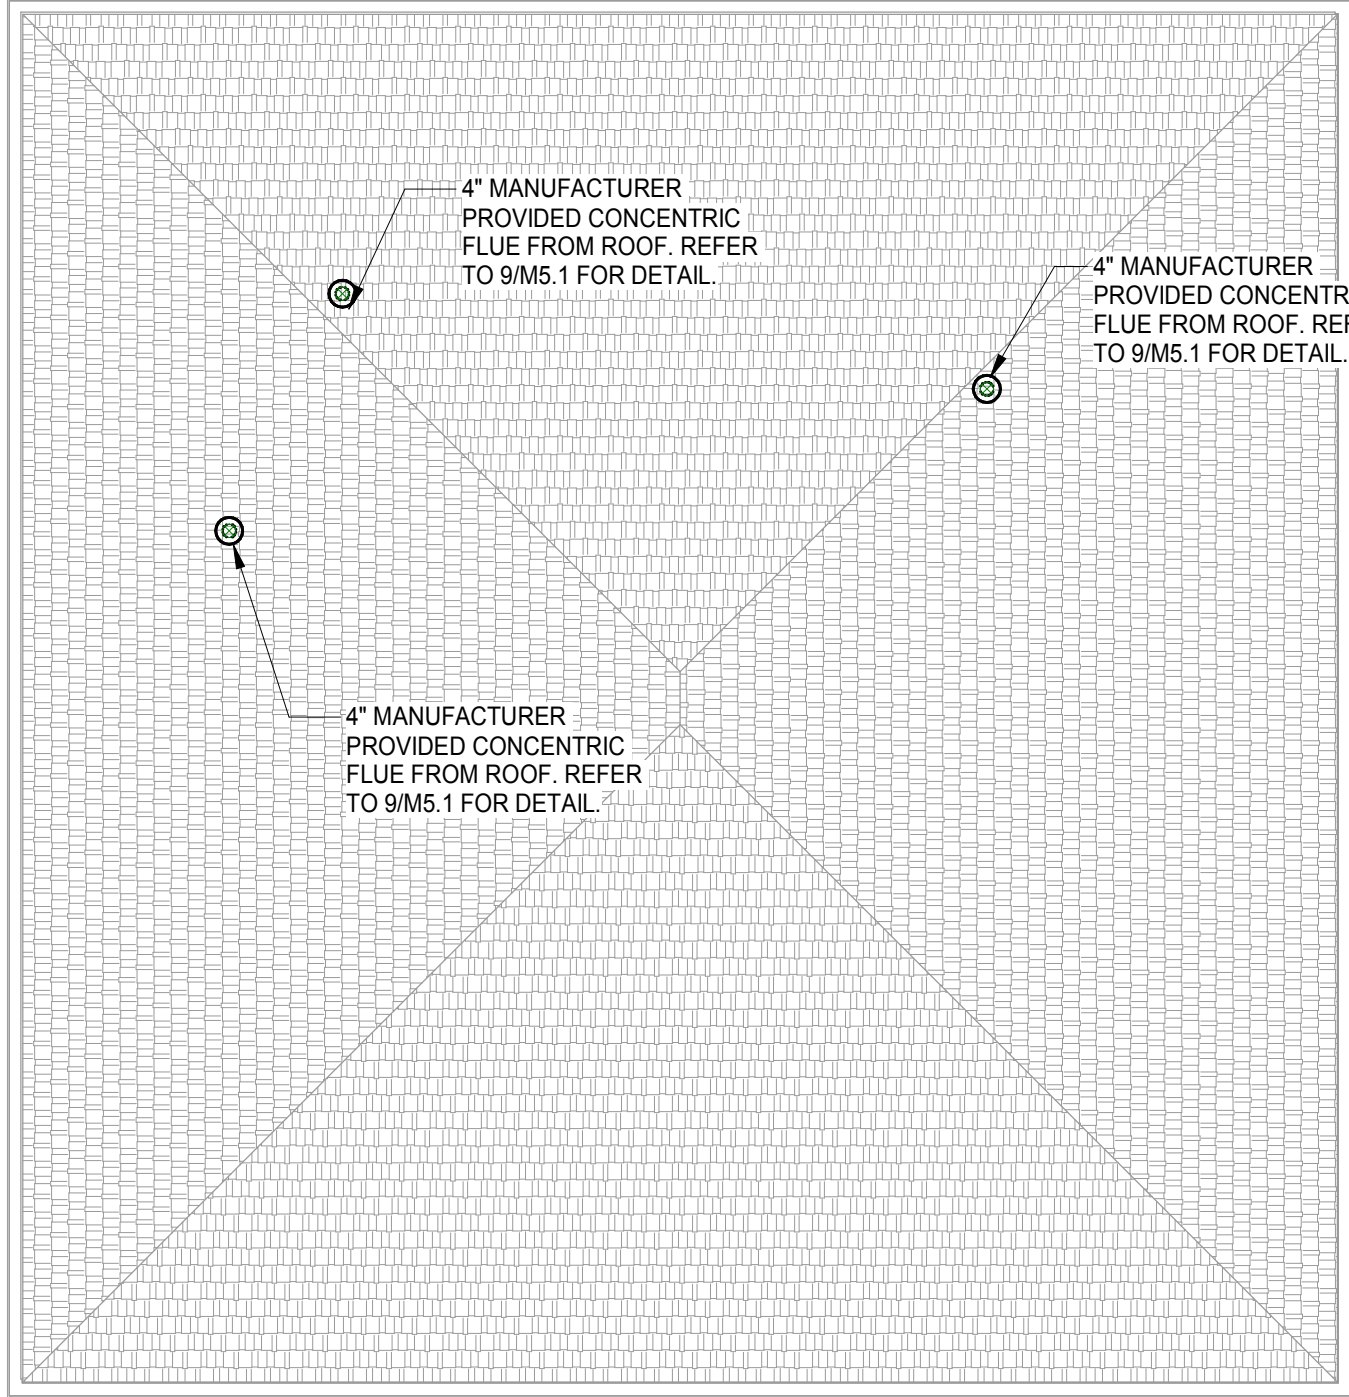 4" MANUFACTURER
PROVIDED CONCENTRIC
FLUE FROM ROOF. REFER
TO 9/M5.1 FOR DETAIL.
4" MANUFACTURER
PROVIDED CONCENTR
FLUE FROM ROOF. REF
TO 9/M5.1 FOR DETAIL.
4" MANUFACTURER
PROVIDED CONCENTRIC
FLUE FROM ROOF. REFER
TO 9/M5.1 FOR DETAIL.